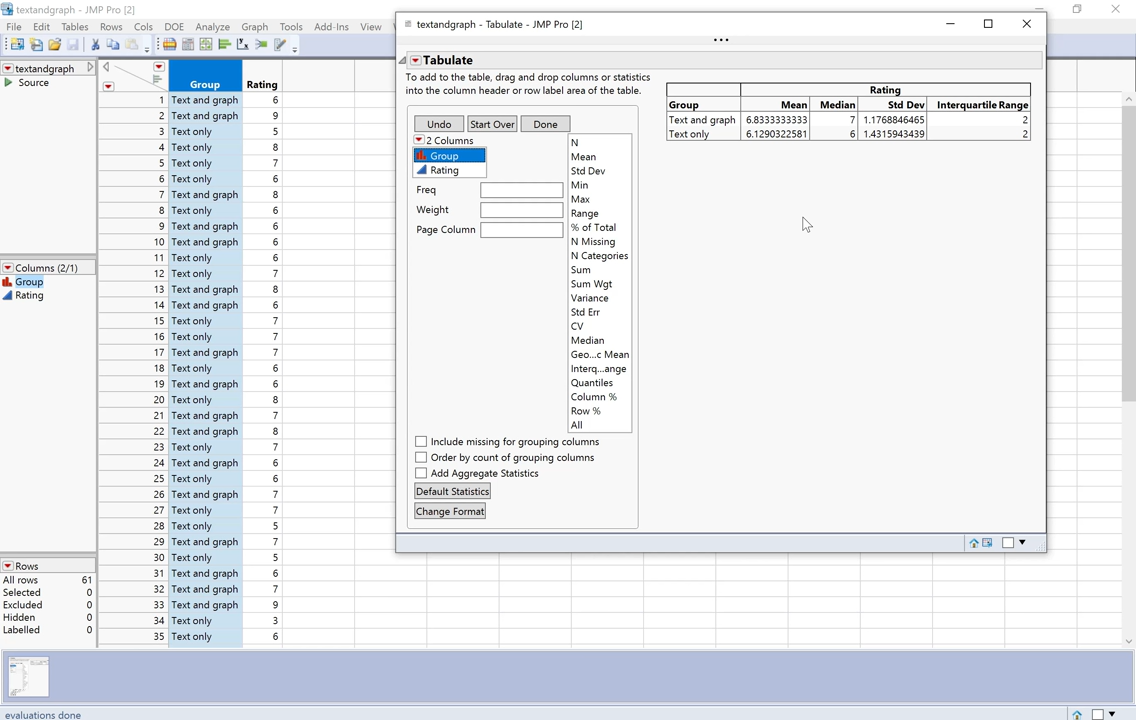 textandgraph - JMP Pro [2]
File Edit Tables Rows Cols DOE Analyze Graph Tools Add-Ins View
textandgraph
Source
Columns (2/1)
Group
Rating
Rows
All rows 61
Selected 0
Excluded 0
Hidden 0
Labelled 0
Group Rating
1 Text and graph 6
2 Text and graph 9
3 Text only 5
4 Text only 8
5 Text only 7
6 Text only 6
7 Text and graph 8
8 Text only 6
9 Text and graph 6
10 Text and graph 6
11 Text only 6
12 Text only 7
13 Text and graph 8
14 Text and graph 6
15 Text only 7
16 Text only 7
17 Text and graph 7
18 Text only 6
19 Text and graph 6
20 Text only 8
21 Text and graph 7
22 Text and graph 8
23 Text only 7
24 Text and graph 6
25 Text only 6
26 Text and graph 7
27 Text only 7
28 Text only 5
29 Text and graph 7
30 Text only 5
31 Text and graph 6
32 Text and graph 7
33 Text and graph 9
34 Text only 3
35 Text only 6
textandgraph - Tabulate - JMP Pro [2]
Tabulate
To add to the table, drag and drop columns or statistics
into the column header or row label area of the table.
Undo Start Over Done
2 Columns
Group
Rating
Freq
Weight
Page Column
N
Mean
Std Dev
Min
Max
Range
% of Total
N Missing
N Categories
Sum
Sum Wgt
Variance
Std Err
CV
Median
Geo...c Mean
Interq...ange
Quantiles
Column %
Row %
All
Include missing for grouping columns
Order by count of grouping columns
Add Aggregate Statistics
Default Statistics
Change Format
Rating
Group Mean Median Std Dev Interquartile Range
Text and graph 6.8333333333 7 1.1768846465 2
Text only 6.1290322581 6 1.4315943439 2
evaluations done